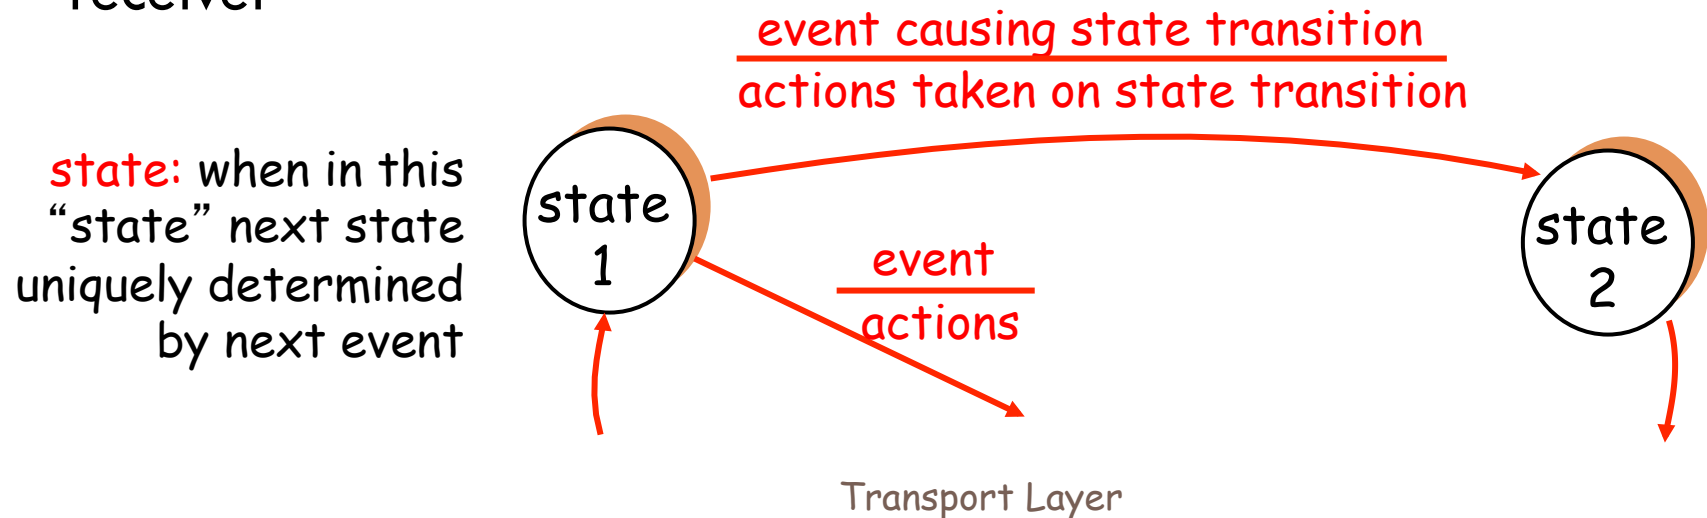 receiver
event causing state transition
actions taken on state transition
state: when in this
“state” next state
uniquely determined
by next event
state
1
event
actions
state
2
Transport Layer